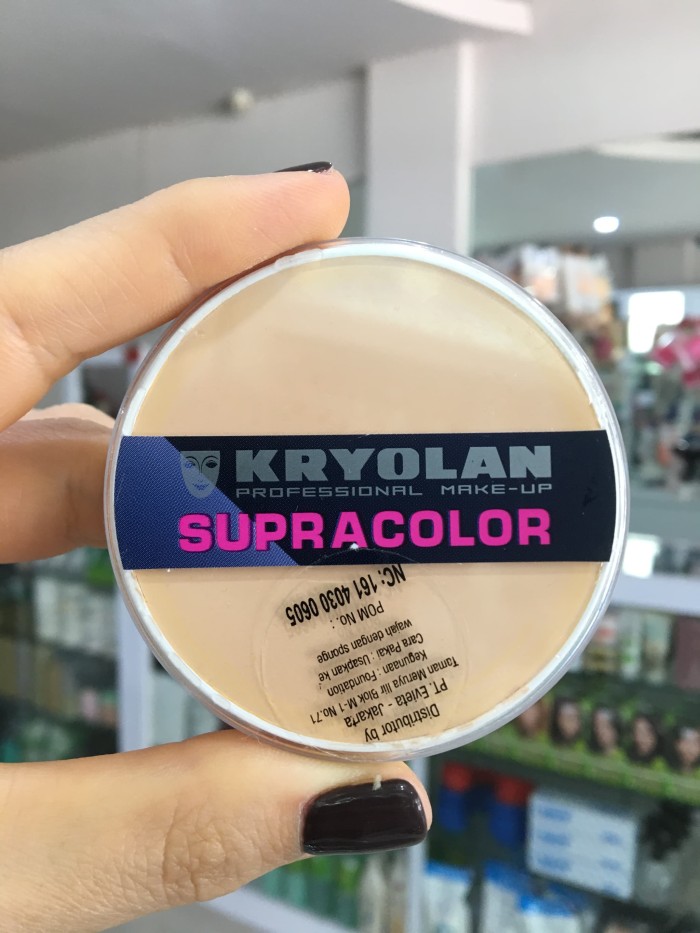 KRYOLAN
PROFESSIONAL MAKE-UP
SUPRACOLOR
Distributor by
PT. Evieta - Jakarta
Taman Meruya Ilir Blok M-1 No.71
Kegunaan : Foundation
Cara Pakai : Usapkan ke
wajah dengan sponge
POM No. :
NC: 161 4030 0605